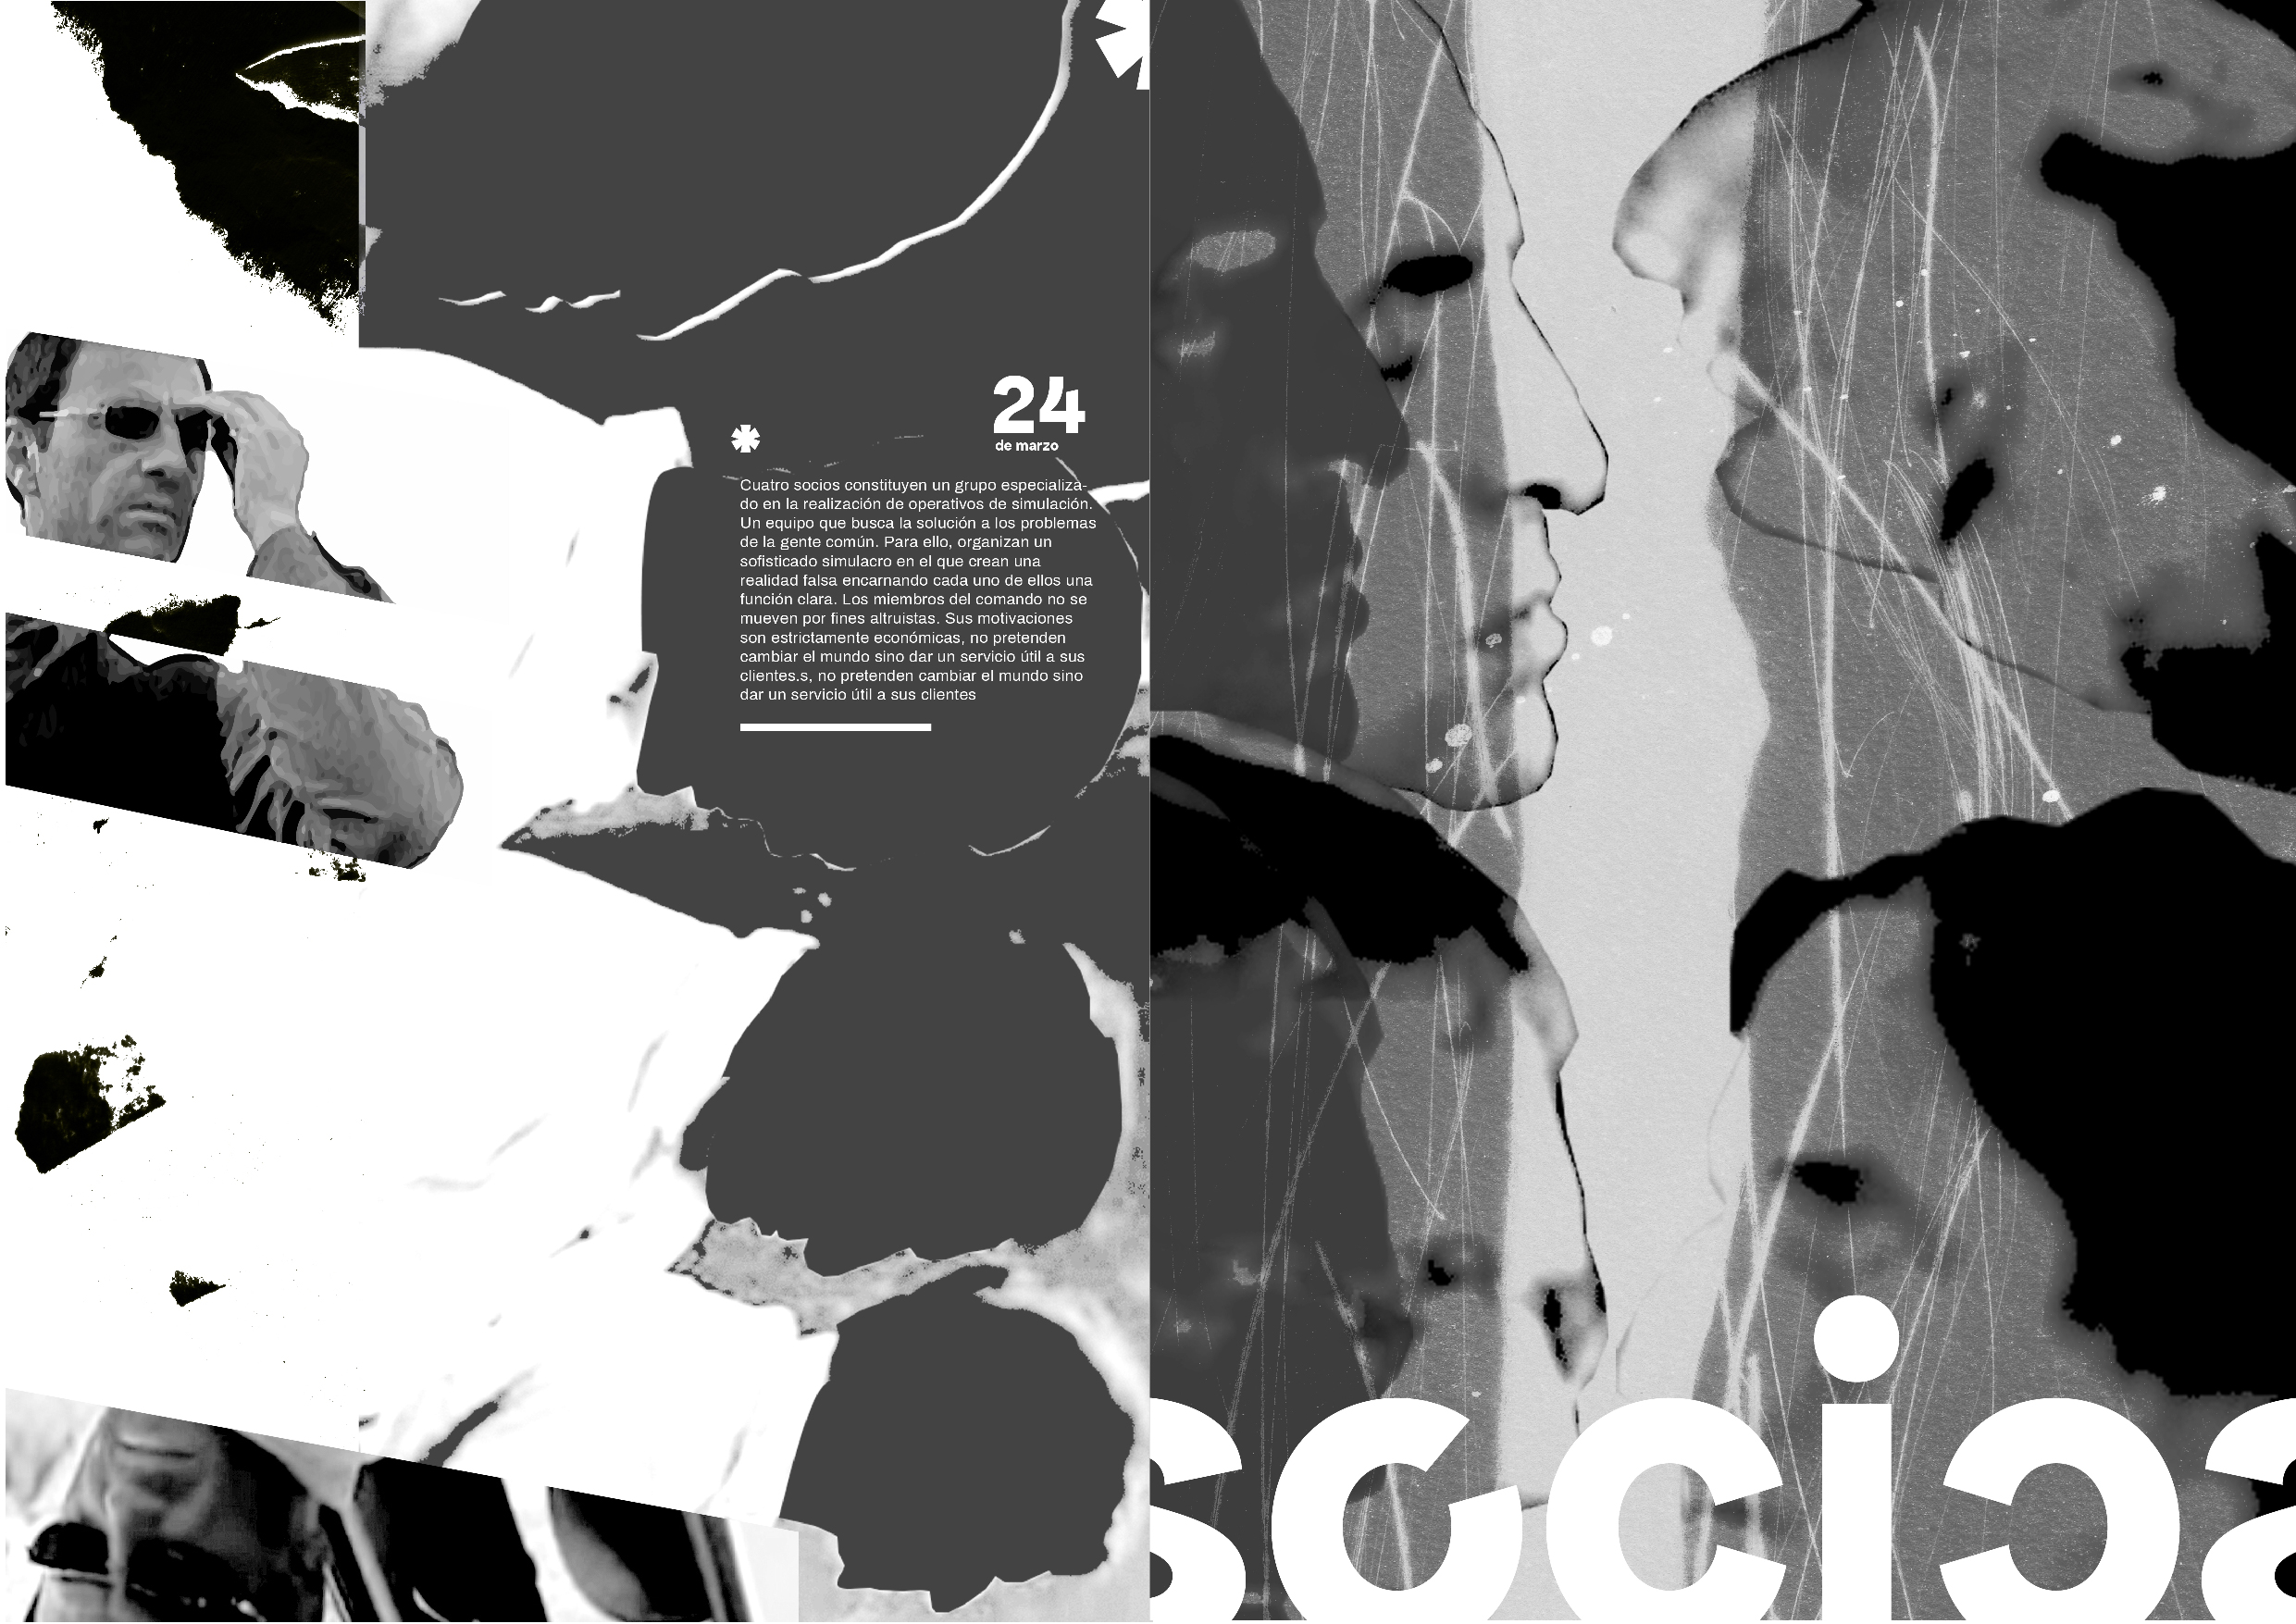 24
de marzo
Cuatro socios constituyen un grupo especializa-
do en la realización de operativos de simulación.
Un equipo que busca la solución a los problemas
de la gente común. Para ello, organizan un
sofisticado simulacro en el que crean una
realidad falsa encarnando cada uno de ellos una
función clara. Los miembros del comando no se
mueven por fines altruistas. Sus motivaciones
son estrictamente económicas, no pretenden
cambiar el mundo sino dar un servicio útil a sus
clientes.s, no pretenden cambiar el mundo sino
dar un servicio útil a sus clientes